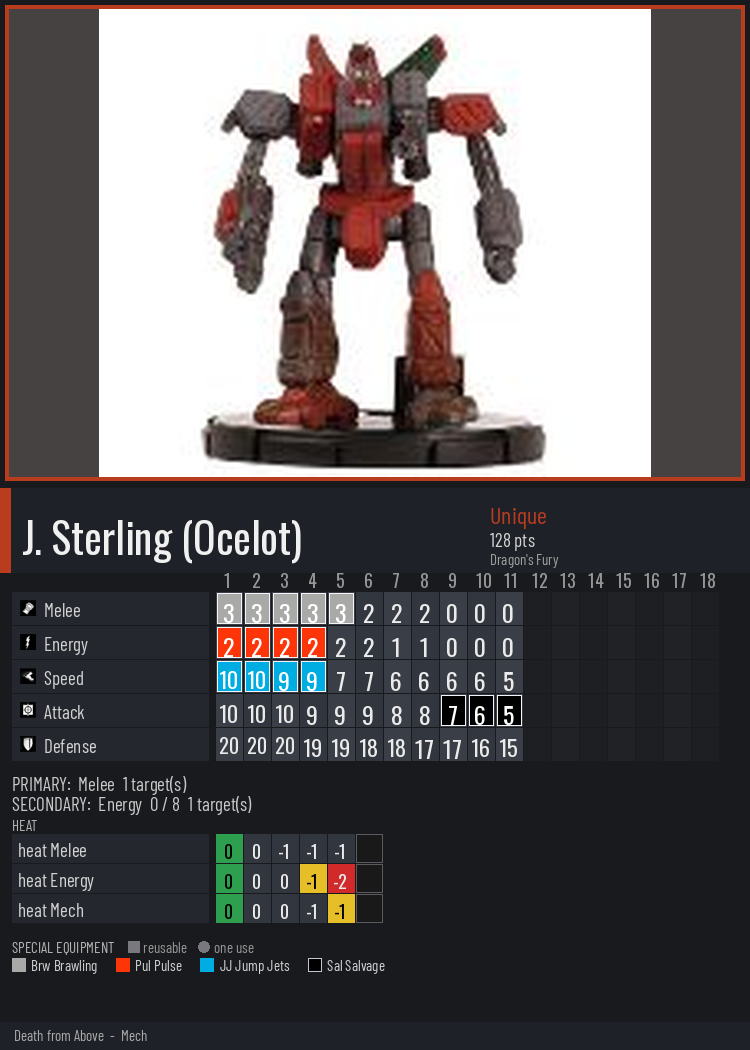 J. Sterling (Ocelot)
Unique
128 pts
Dragon's Fury
1 2 3 4 5 6 7 8 9 10 11 12 13 14 15 16 17 18
Melee 3 3 3 3 3 2 2 2 0 0 0
Energy 2 2 2 2 2 2 1 1 0 0 0
Speed 10 10 9 9 7 7 6 6 6 6 5
Attack 10 10 10 9 9 9 8 8 7 6 5
Defense 20 20 20 19 19 18 18 17 17 16 15
PRIMARY: Melee 1 target(s)
SECONDARY: Energy 0 / 8 1 target(s)
HEAT
heat Melee 0 0 -1 -1 -1
heat Energy 0 0 0 -1 -2
heat Mech 0 0 0 -1 -1
SPECIAL EQUIPMENT reusable one use
Brw Brawling Pul Pulse JJ Jump Jets Sal Salvage
Death from Above - Mech